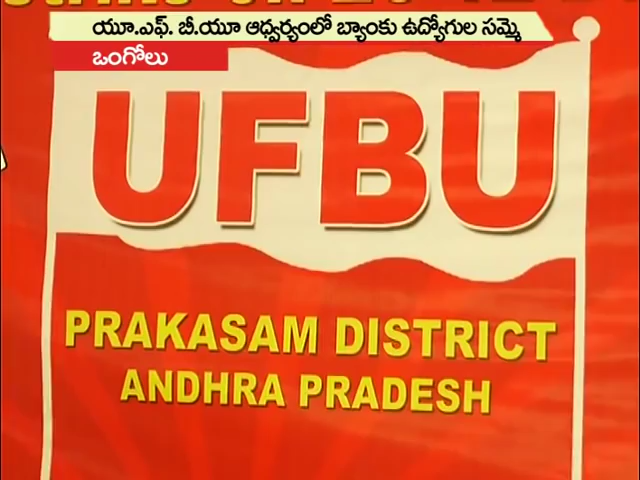 యూ.ఎఫ్. బీ.యూ ఆధ్వర్యంలో బ్యాంకు ఉద్యోగుల సమ్మె
ఒంగోలు
UFBU
PRAKASAM DISTRICT
ANDHRA PRADESH